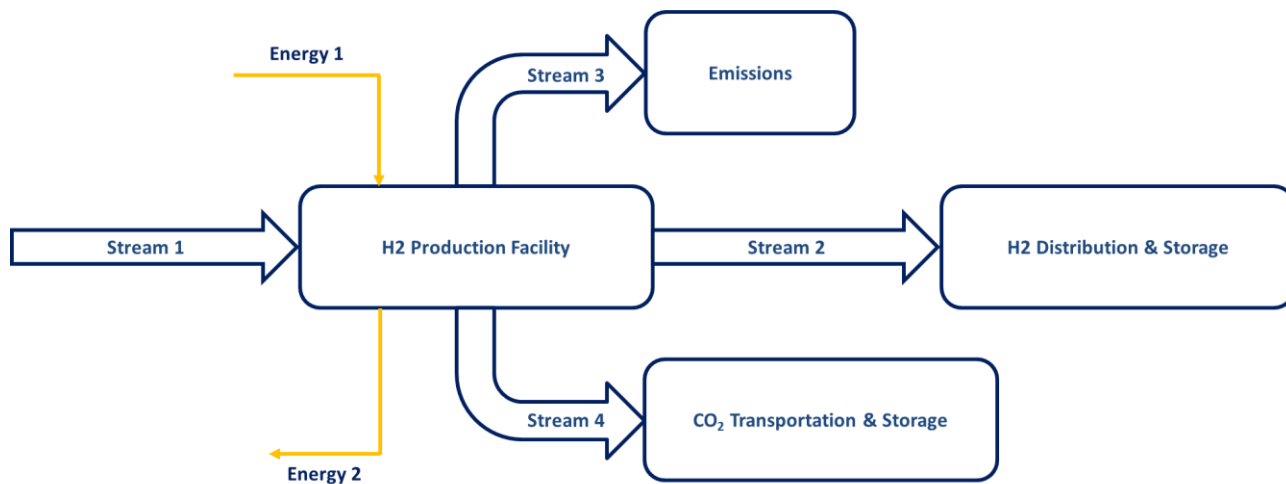 Energy 1
Stream 3
Emissions
Stream 1
H2 Production Facility
Stream 2
H2 Distribution & Storage
Stream 4
CO₂ Transportation & Storage
Energy 2